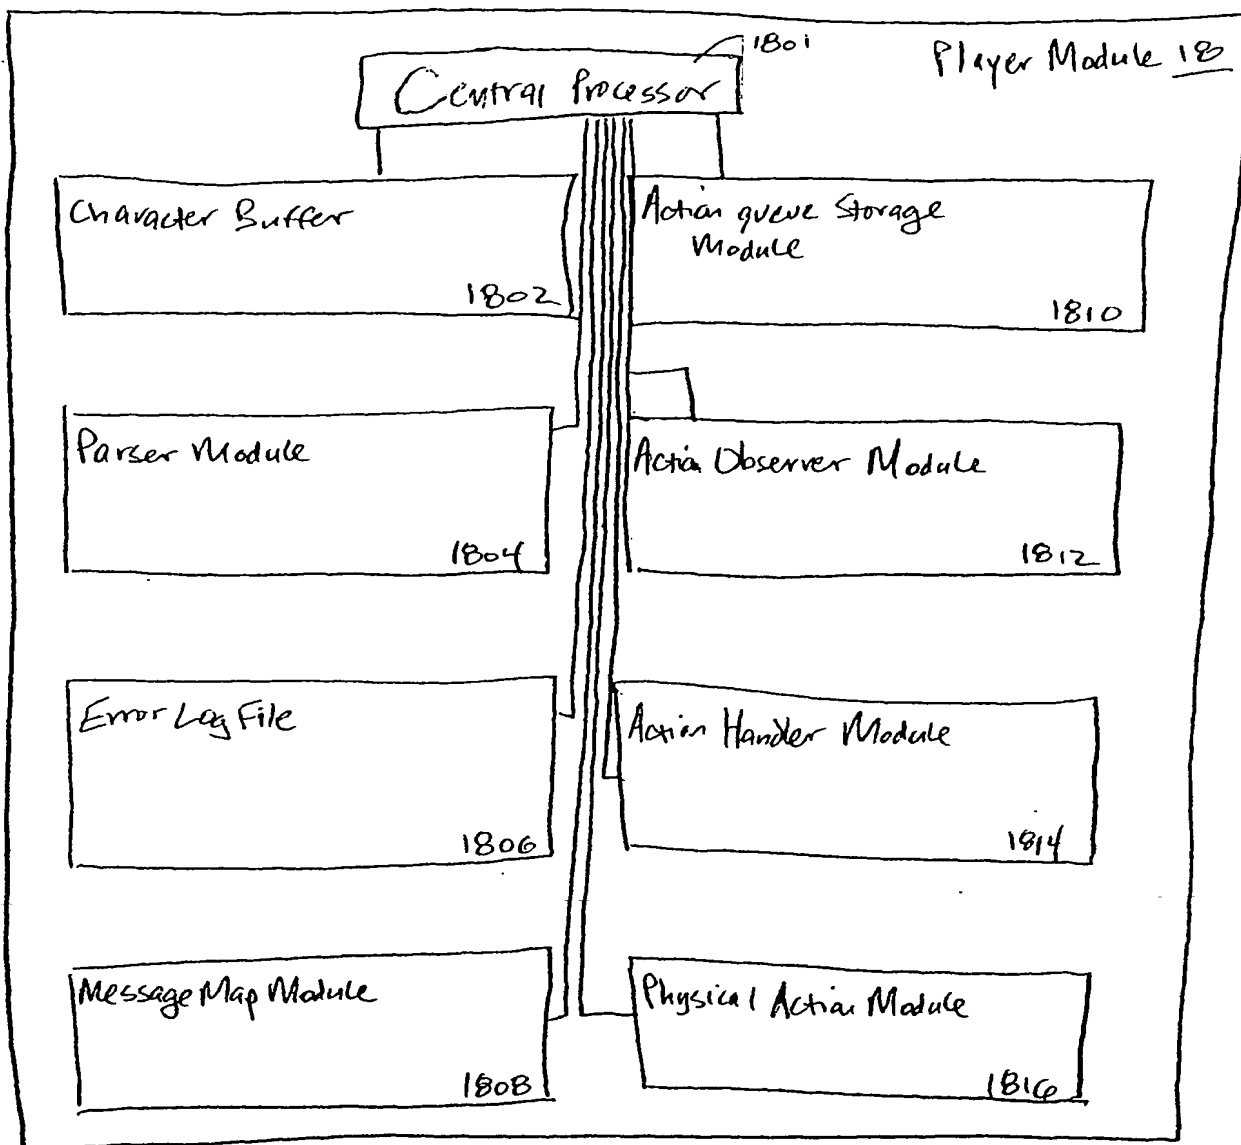 1801
Player Module 18
Central Processor
Character Buffer
1802
Action queue Storage
Module
1810
Parser Module
1804
Action Observer Module
1812
Error Log File
1806
Action Handler Module
1814
Message Map Module
1808
Physical Action Module
1816